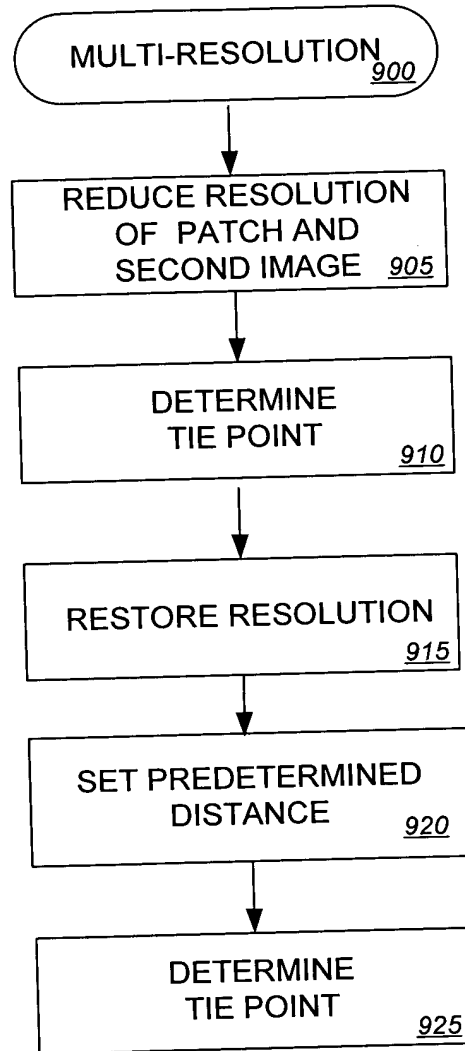 MULTI-RESOLUTION
900
REDUCE RESOLUTION
OF PATCH AND
SECOND IMAGE 905
DETERMINE
TIE POINT
910
RESTORE RESOLUTION
915
SET PREDETERMINED
DISTANCE
920
DETERMINE
TIE POINT
925